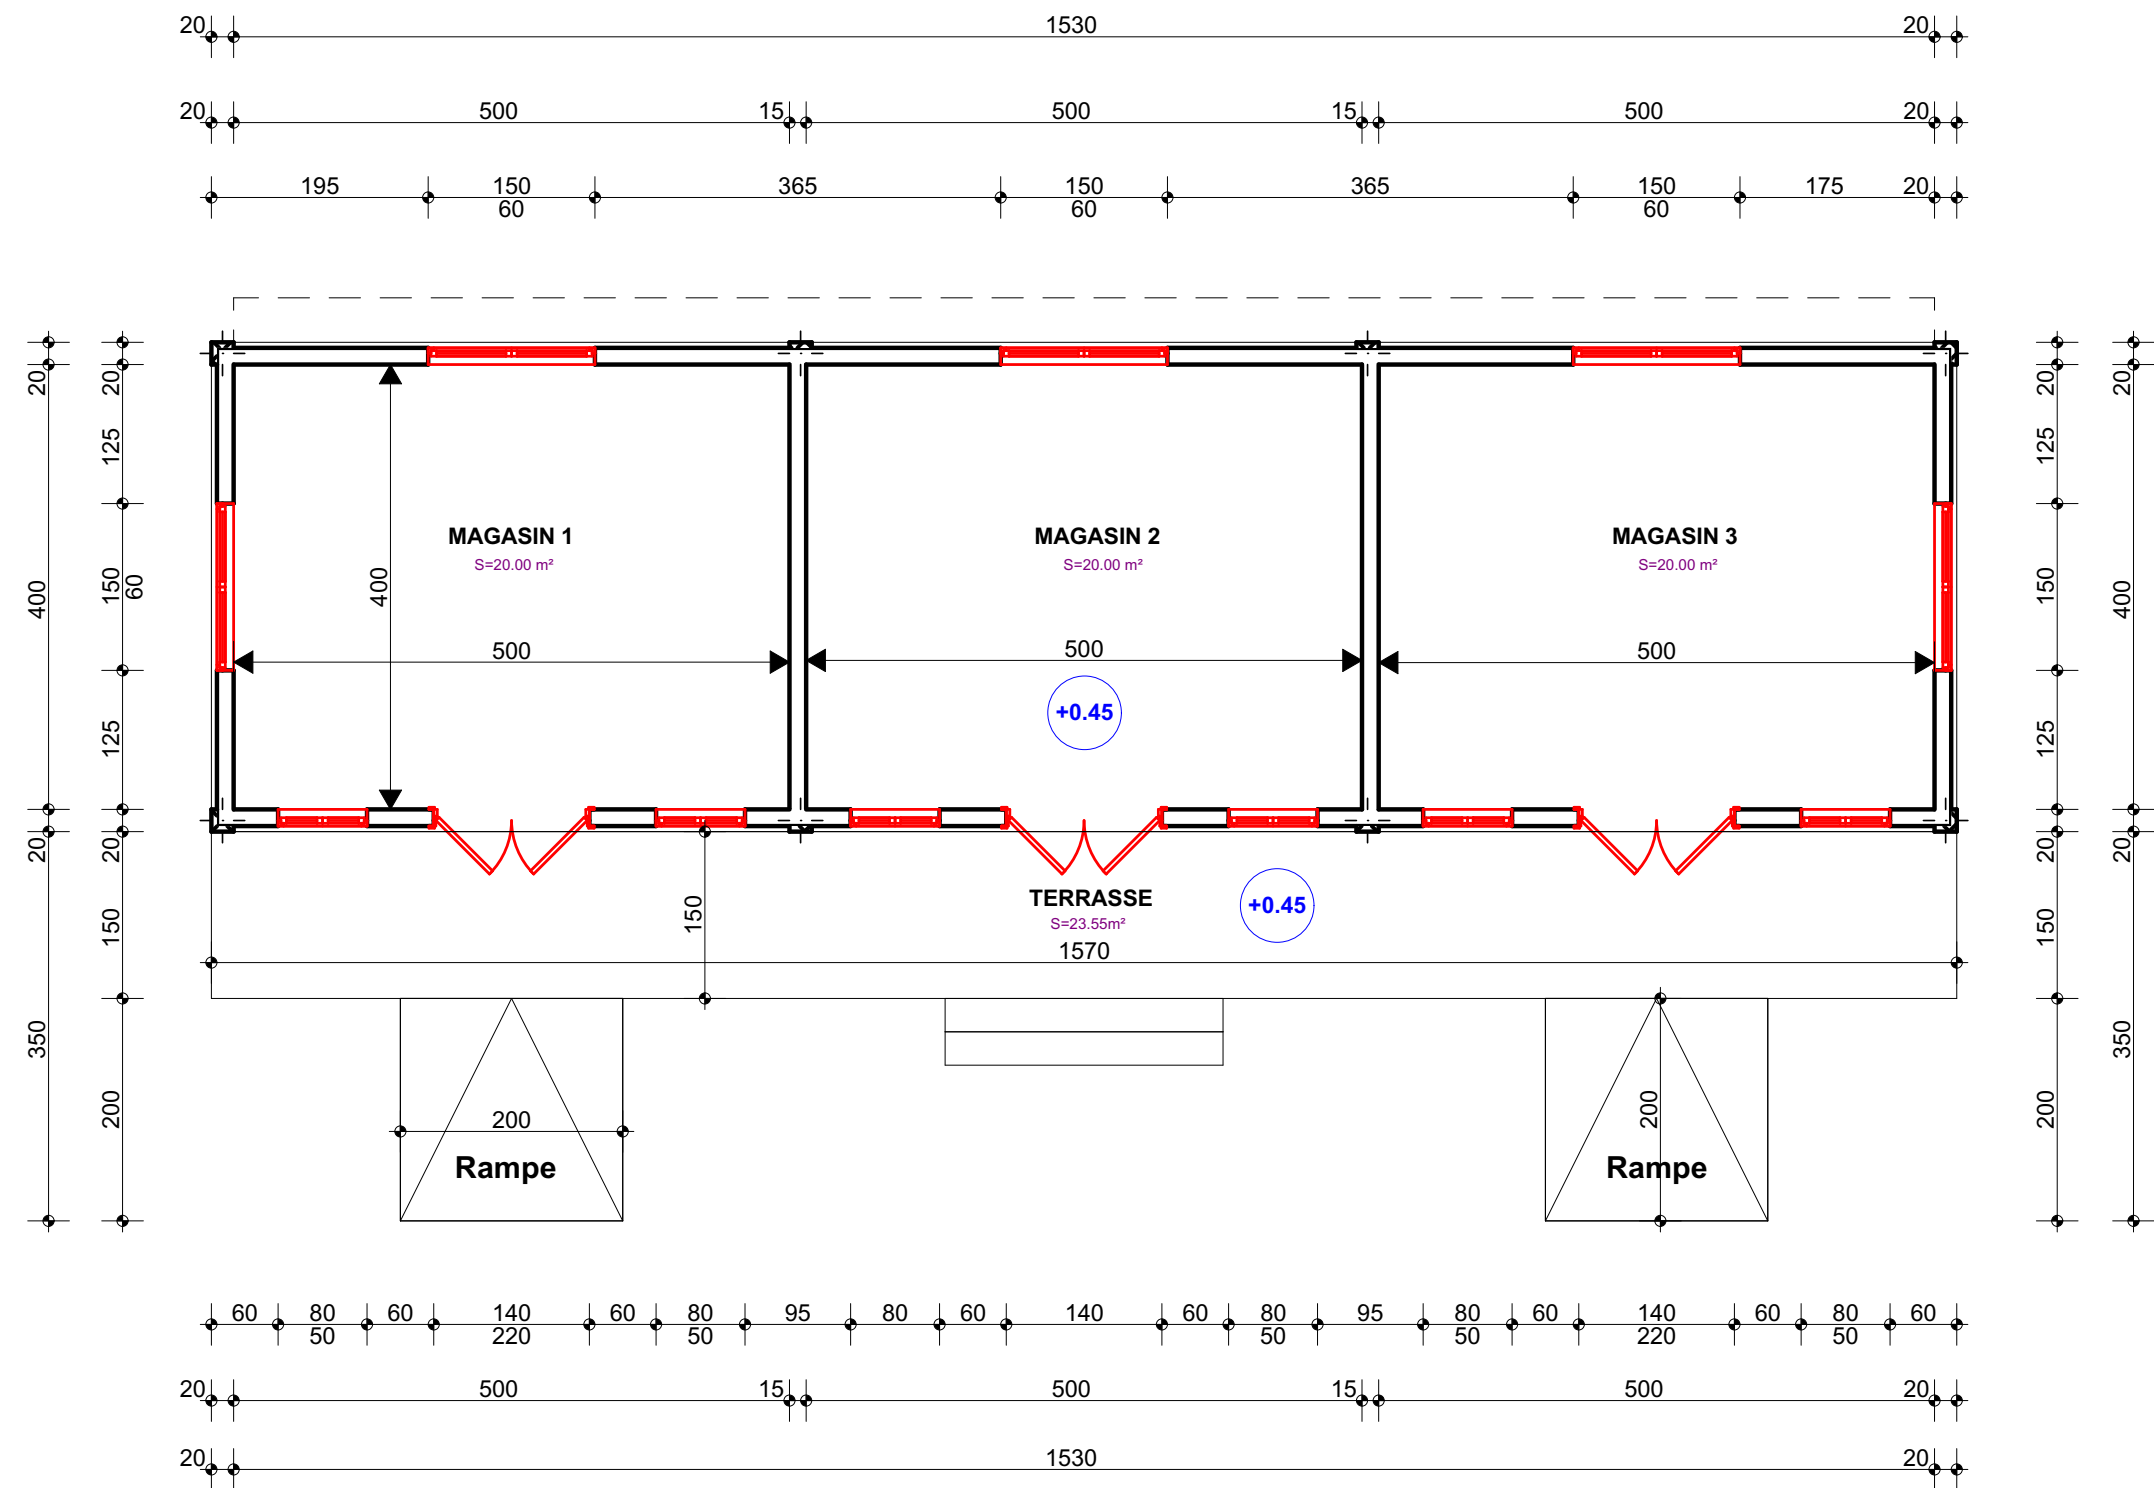 20 1530 20
20 500 15 500 15 500 20
195 150 365 150 365 150 175 20
60 60 60
20 20 20 20
125 125
MAGASIN 1 MAGASIN 2 MAGASIN 3
S=20.00 m² S=20.00 m² S=20.00 m²
400 150 60 400 150 400
500 500 500
+0.45
125 125
20 20 20 20
TERRASSE +0.45
S=23.55m²
150 150 150
1570
350 350
200 200 200 200
Rampe Rampe
60 80 60 140 60 80 95 80 60 140 60 80 95 80 60 140 60 80 60
50 220 50 50 50 220 50
20 500 15 500 15 500 20
20 1530 20